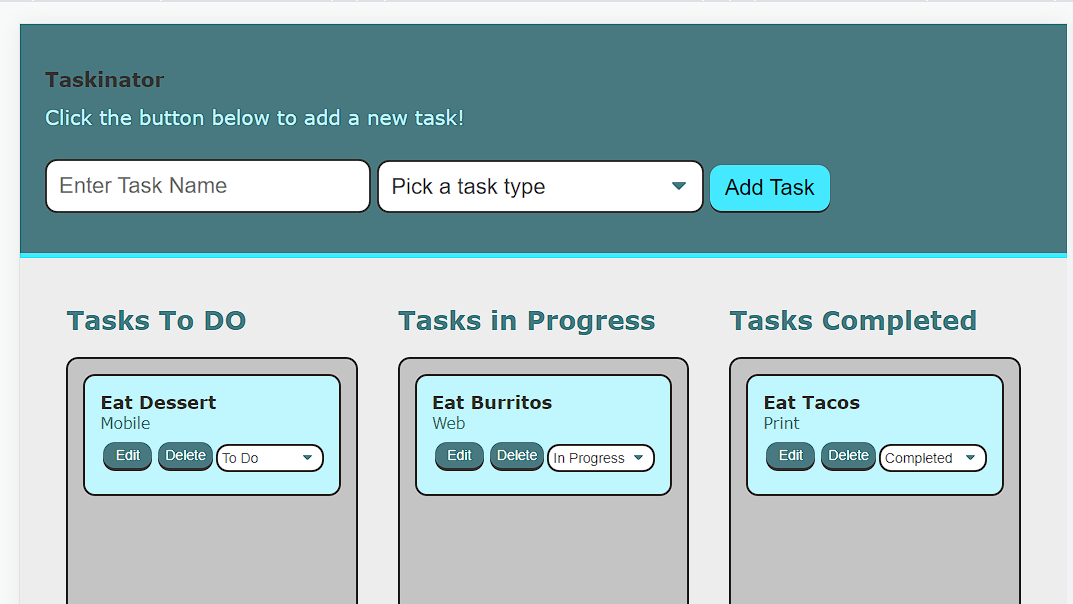 Taskinator
Click the button below to add a new task!
Enter Task Name
Pick a task type
Add Task
Tasks To DO
Eat Dessert
Mobile
Edit
Delete
To Do
Tasks in Progress
Eat Burritos
Web
Edit
Delete
In Progress
Tasks Completed
Eat Tacos
Print
Edit
Delete
Completed